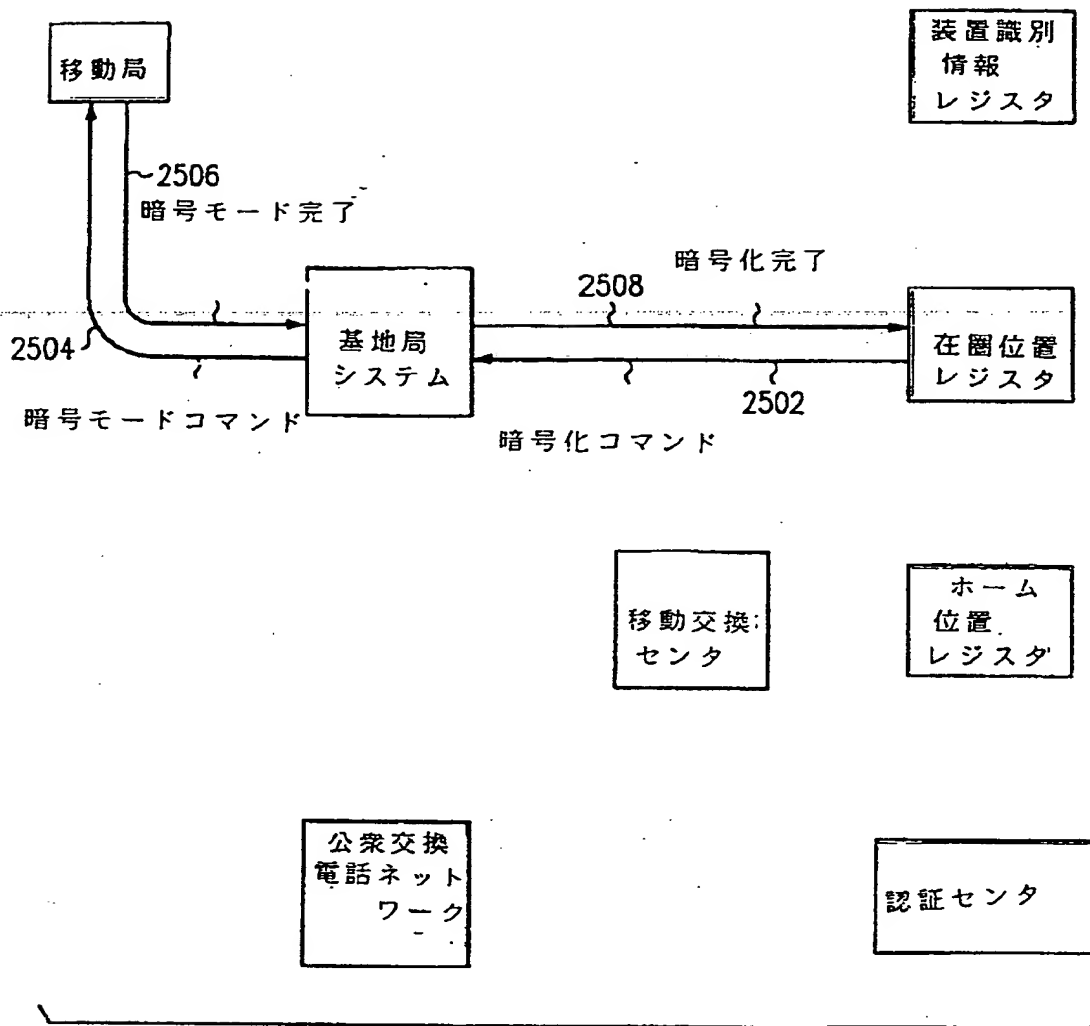 移動局
装置識別
情報
レジスタ
2506
暗号モード完了
暗号化完了
2508
2504
基地局
システム
在圏位置
レジスタ
2502
暗号モードコマンド
暗号化コマンド
移動交換
センタ
ホーム
位置
レジスタ
公衆交換
電話ネット
ワーク
認証センタ